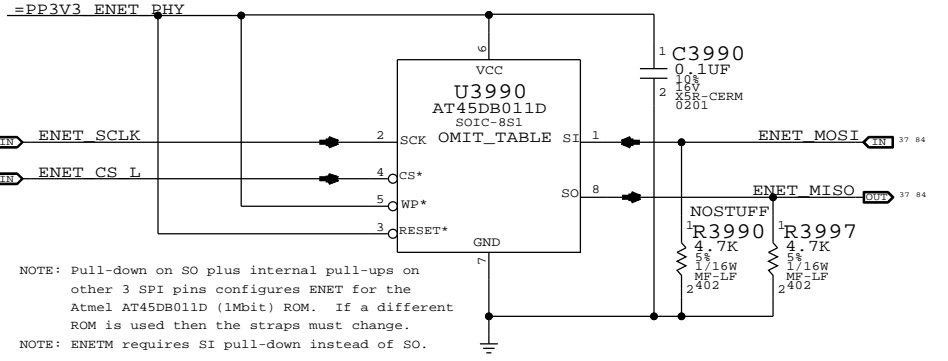 =PP3V3_ENET_PHY
6
VCC
U3990
AT45DB011D
SOIC-8S1
OMIT_TABLE
1 C3990
0.1UF
10%
16V
2 X5R-CERM
0201
IN ENET_SCLK 2 SCK
SI 1 ENET_MOSI IN 37 84
IN ENET_CS_L 4 CS*
SO 8 ENET_MISO OUT 37 84
5 WP*
3 RESET*
GND
7
NOSTUFF
1 R3990
4.7K
5%
1/16W
MF-LF
2 402
1 R3997
4.7K
5%
1/16W
MF-LF
2 402
NOTE: Pull-down on SO plus internal pull-ups on
other 3 SPI pins configures ENET for the
Atmel AT45DB011D (1Mbit) ROM. If a different
ROM is used then the straps must change.
NOTE: ENETM requires SI pull-down instead of SO.